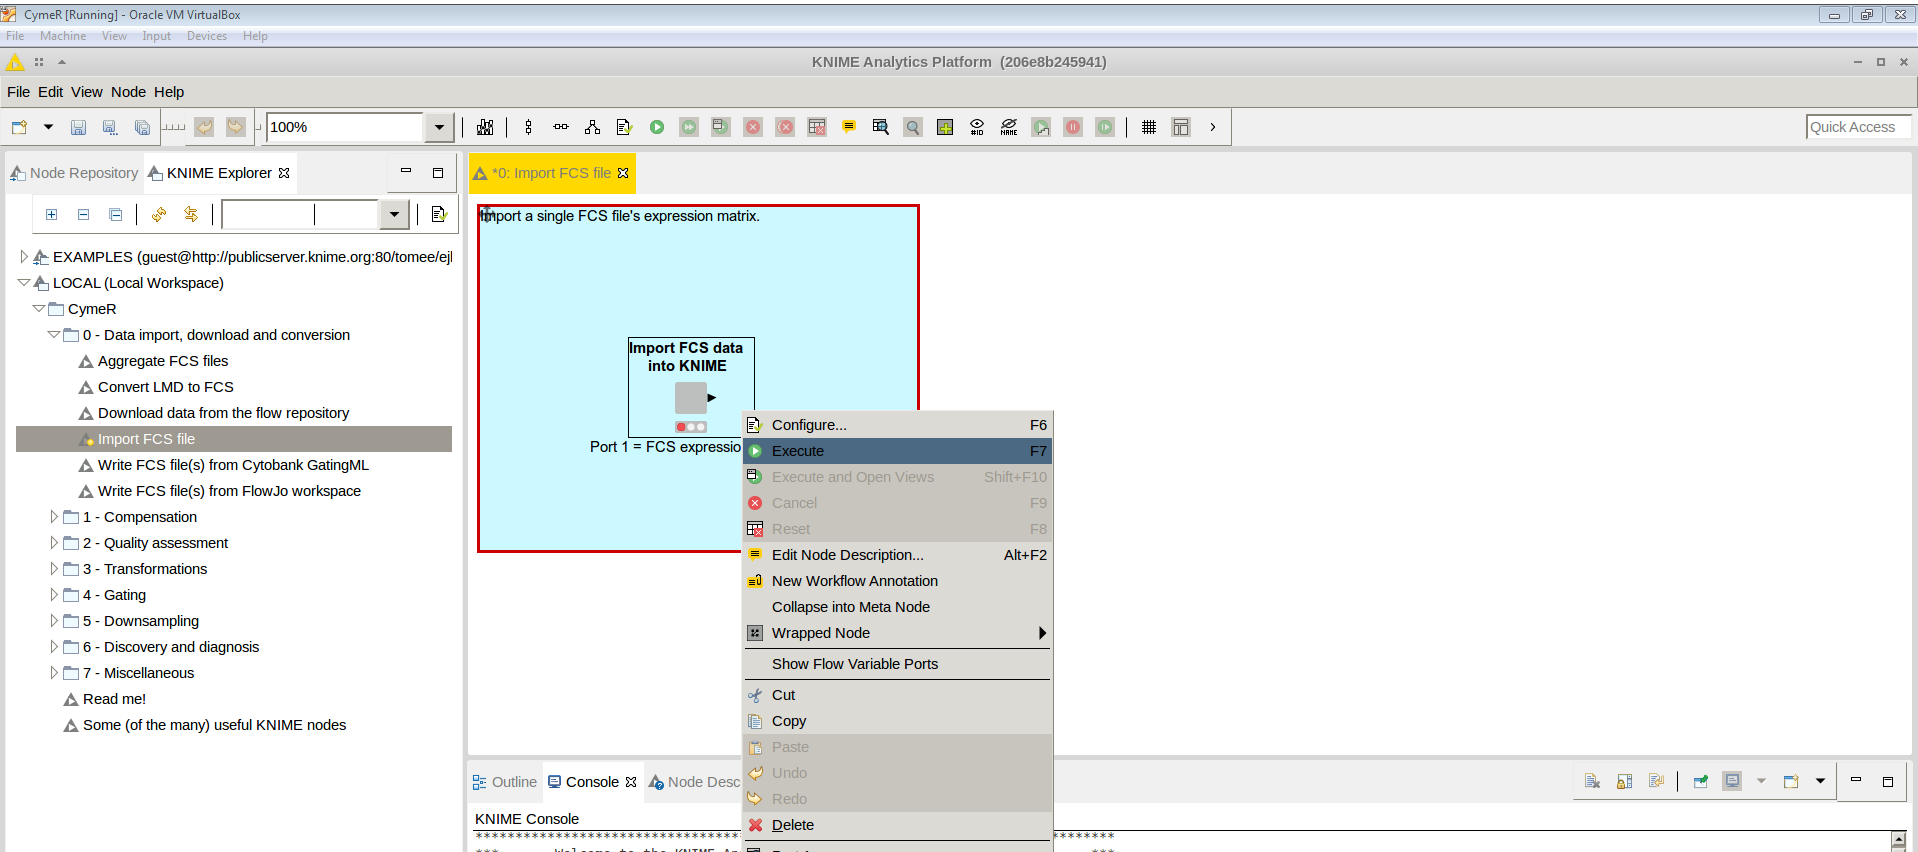 CymeR [Running] - Oracle VM VirtualBox
File Machine View Input Devices Help
KNIME Analytics Platform (206e8b245941)
File Edit View Node Help
100%
#ID
NAME
Quick Access
Node Repository
KNIME Explorer
*0: Import FCS file
EXAMPLES (guest@http://publicserver.knime.org:80/tomee/ejl
LOCAL (Local Workspace)
CymeR
0 - Data import, download and conversion
Aggregate FCS files
Convert LMD to FCS
Download data from the flow repository
Import FCS file
Write FCS file(s) from Cytobank GatingML
Write FCS file(s) from FlowJo workspace
1 - Compensation
2 - Quality assessment
3 - Transformations
4 - Gating
5 - Downsampling
6 - Discovery and diagnosis
7 - Miscellaneous
Read me!
Some (of the many) useful KNIME nodes
Import a single FCS file's expression matrix.
Import FCS data
into KNIME
Port 1 = FCS expressio
Configure... F6
Execute F7
Execute and Open Views Shift+F10
Cancel F9
Reset F8
Edit Node Description... Alt+F2
New Workflow Annotation
Collapse into Meta Node
Wrapped Node
Show Flow Variable Ports
Cut
Copy
Paste
Undo
Redo
Delete
Outline
Console
Node Desc
KNIME Console
Welcome to the KNIME